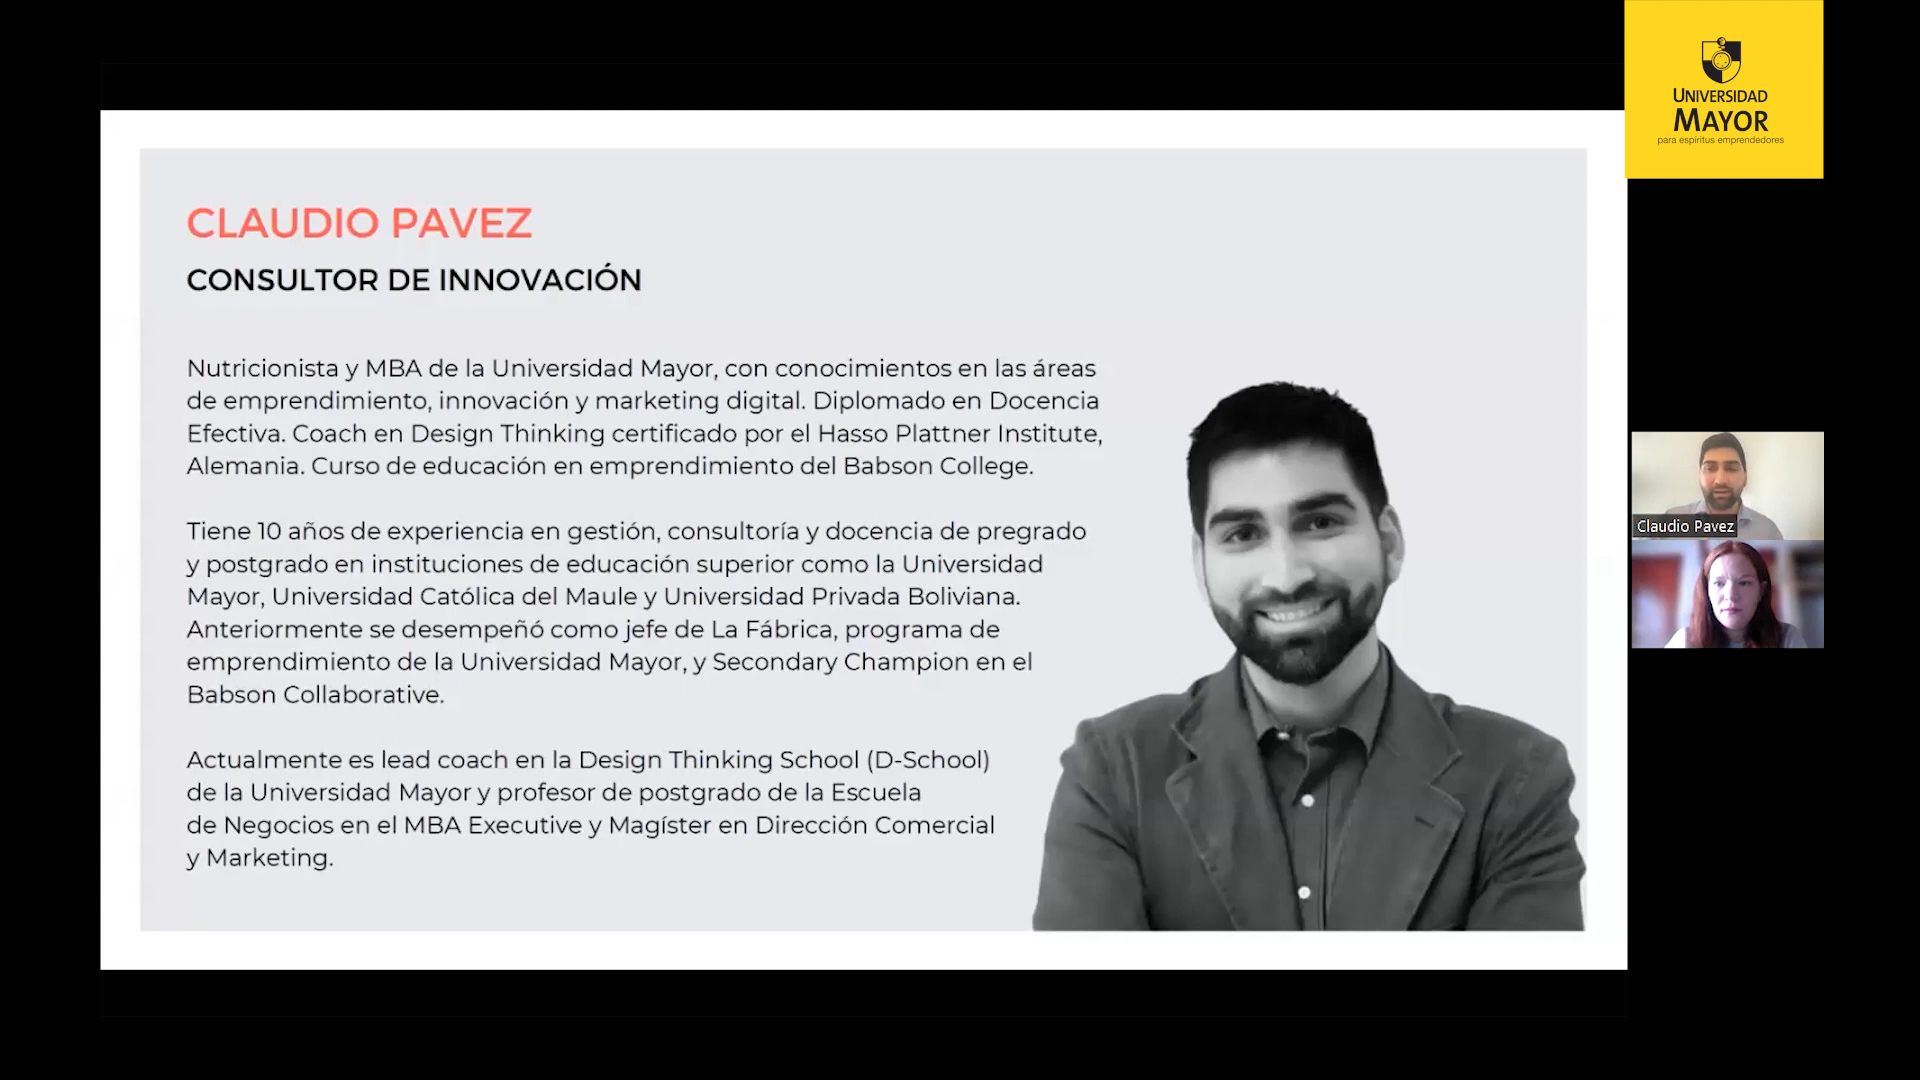 CLAUDIO PAVEZ
CONSULTOR DE INNOVACIÓN
Nutricionista y MBA de la Universidad Mayor, con conocimientos en las áreas
de emprendimiento, innovación y marketing digital. Diplomado en Docencia
Efectiva. Coach en Design Thinking certificado por el Hasso Plattner Institute,
Alemania. Curso de educación en emprendimiento del Babson College.
Tiene 10 años de experiencia en gestión, consultoría y docencia de pregrado
y postgrado en instituciones de educación superior como la Universidad
Mayor, Universidad Católica del Maule y Universidad Privada Boliviana.
Anteriormente se desempeñó como jefe de La Fábrica, programa de
emprendimiento de la Universidad Mayor, y Secondary Champion en el
Babson Collaborative.
Actualmente es lead coach en la Design Thinking School (D-School)
de la Universidad Mayor y profesor de postgrado de la Escuela
de Negocios en el MBA Executive y Magíster en Dirección Comercial
y Marketing.
UNIVERSIDAD
MAYOR
para espíritus emprendedores
Claudio Pavez